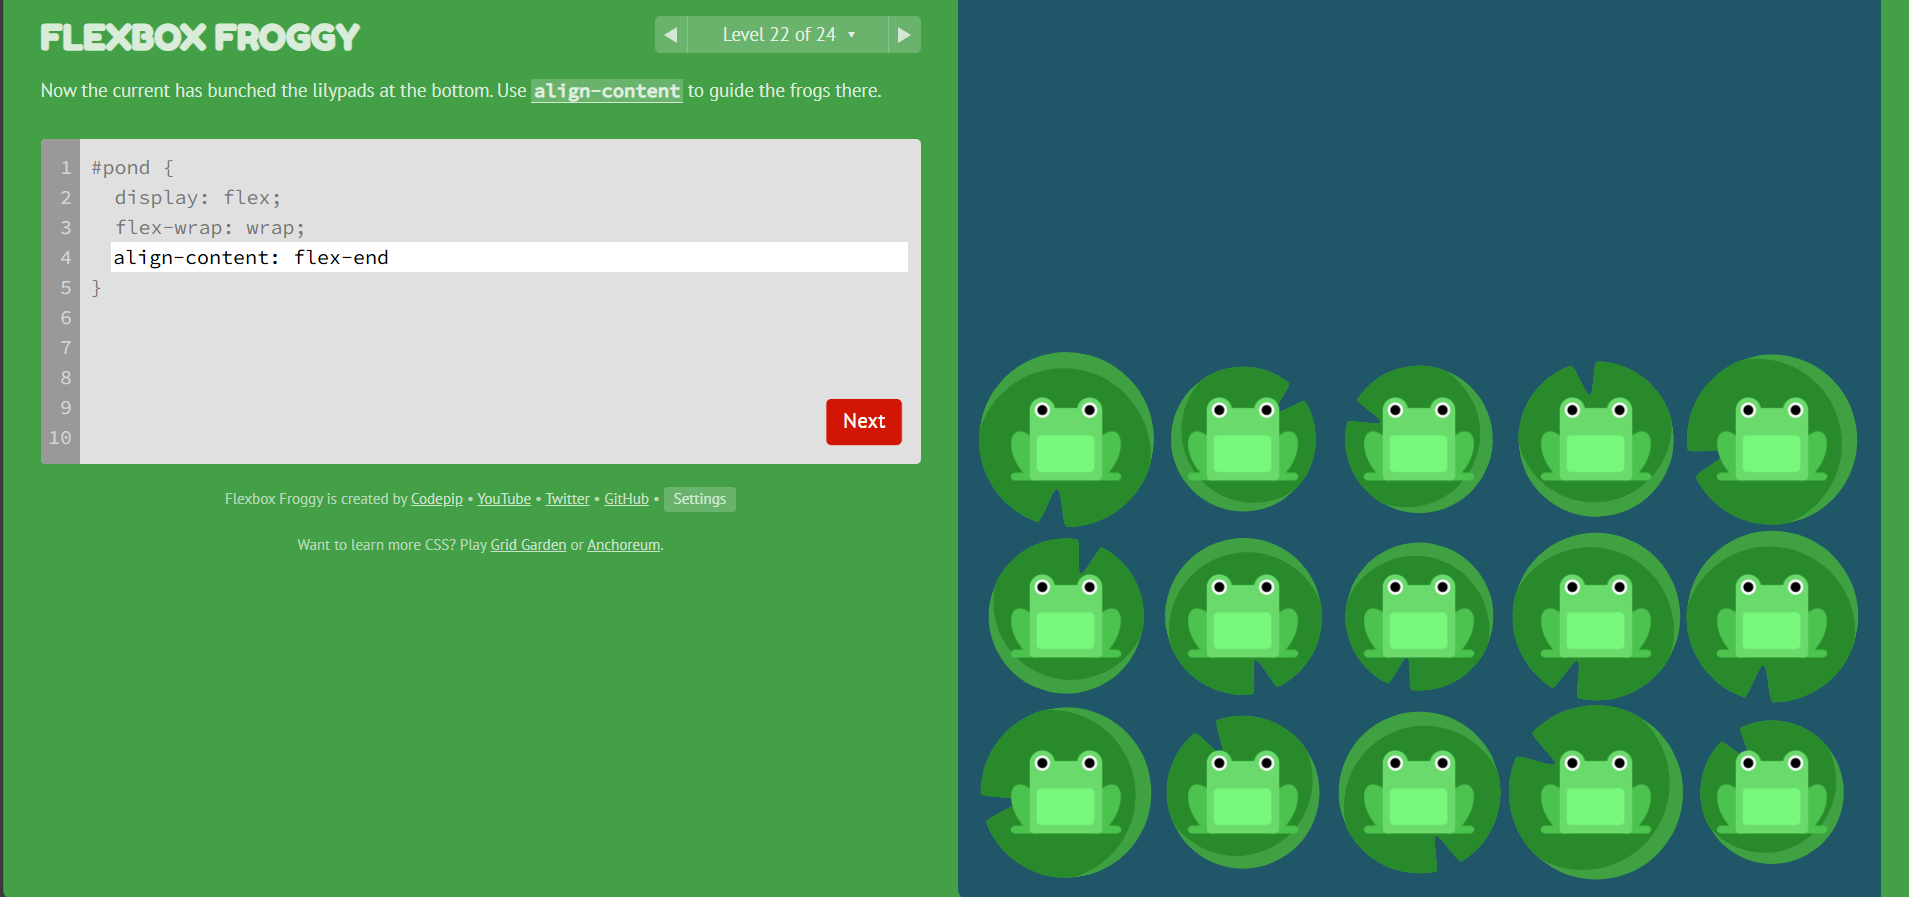 FLEXBOX FROGGY
◀ Level 22 of 24 ▼ ▶
Now the current has bunched the lilypads at the bottom. Use align-content to guide the frogs there.
1 #pond {
2 display: flex;
3 flex-wrap: wrap;
4 align-content: flex-end
5 }
6
7
8
9
10
Next
Flexbox Froggy is created by Codepip • YouTube • Twitter • GitHub • Settings
Want to learn more CSS? Play Grid Garden or Anchoreum.